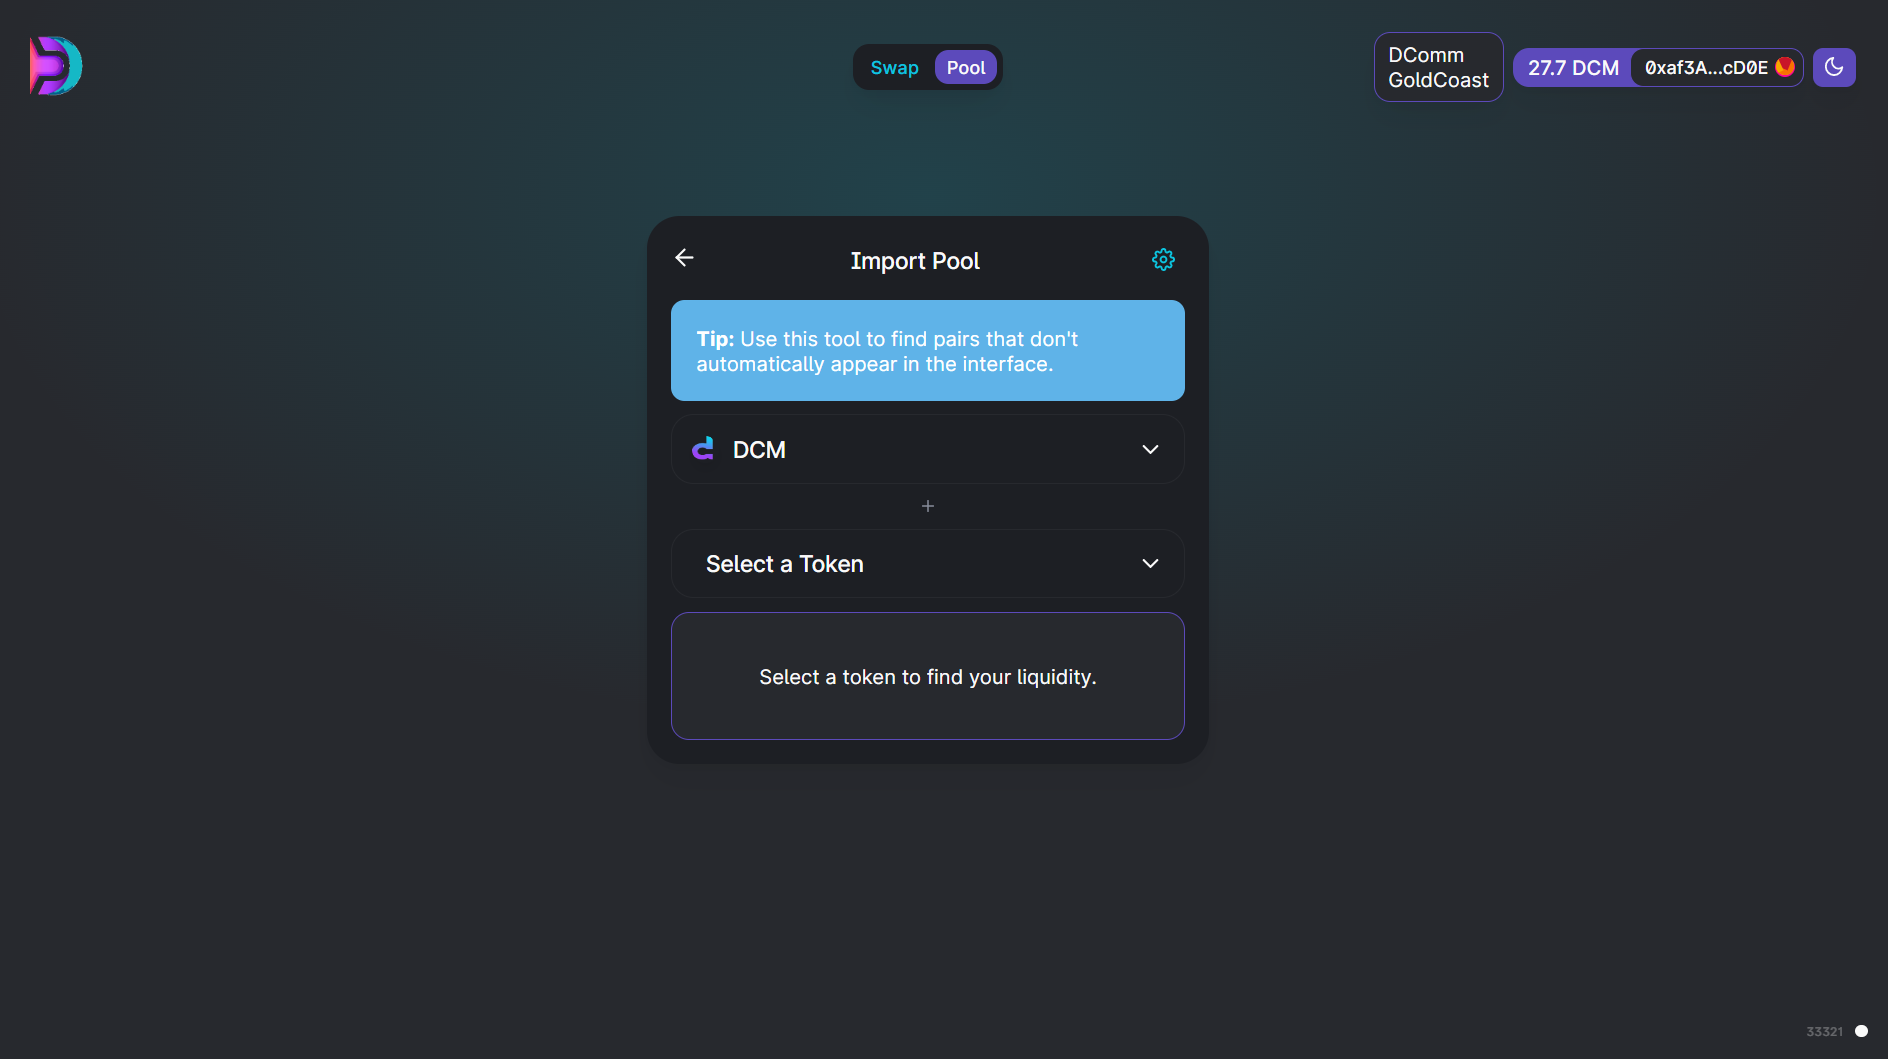 Swap
Pool
DComm
GoldCoast
27.7 DCM
0xaf3A...cD0E
Import Pool
Tip: Use this tool to find pairs that don't
automatically appear in the interface.
DCM
+
Select a Token
Select a token to find your liquidity.
33321